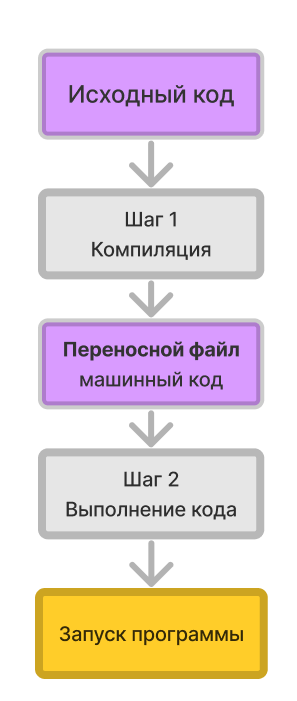 Исходный код
Шаг 1
Компиляция
Переносной файл
машинный код
Шаг 2
Выполнение кода
Запуск программы